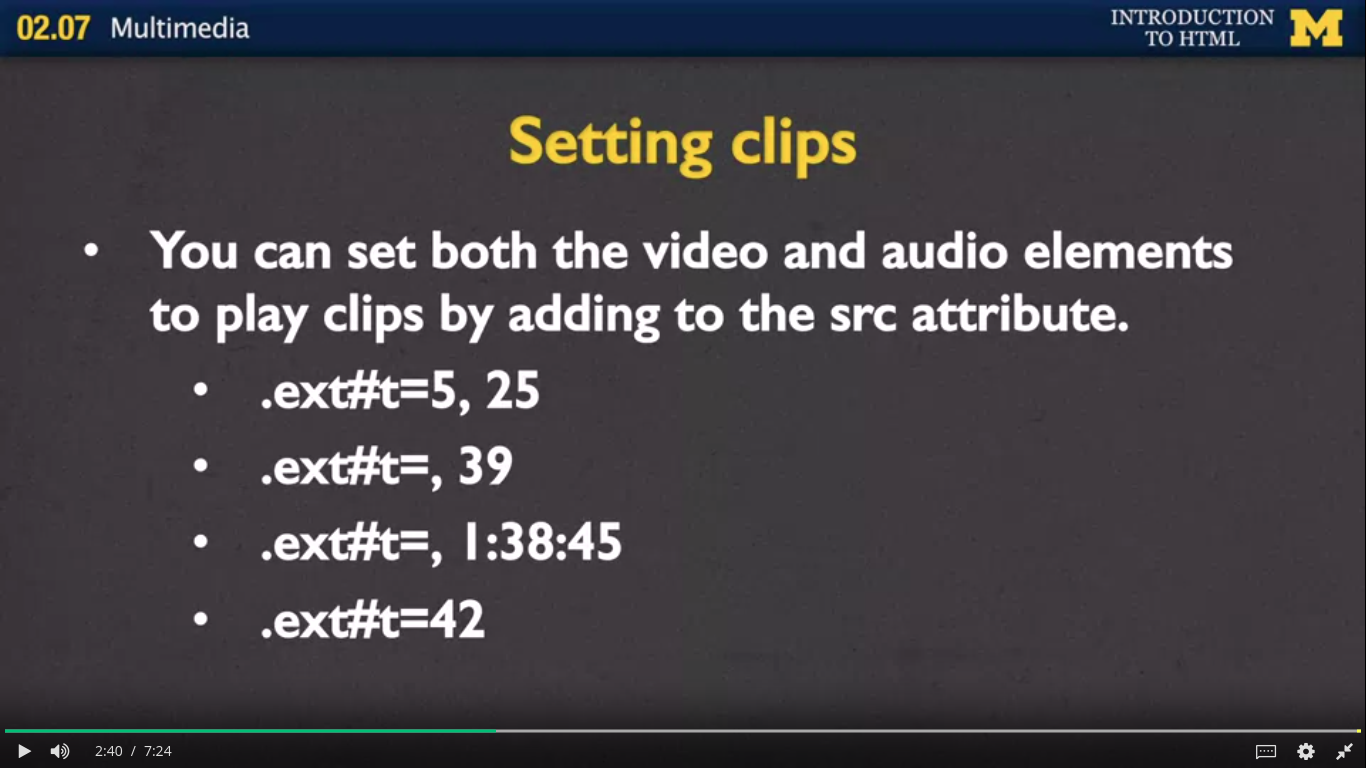 02.07 Multimedia
INTRODUCTION
TO HTML
M
Setting clips
• You can set both the video and audio elements
to play clips by adding to the src attribute.
• .ext#t=5, 25
• .ext#t=, 39
• .ext#t=, 1:38:45
• .ext#t=42
2:40 / 7:24